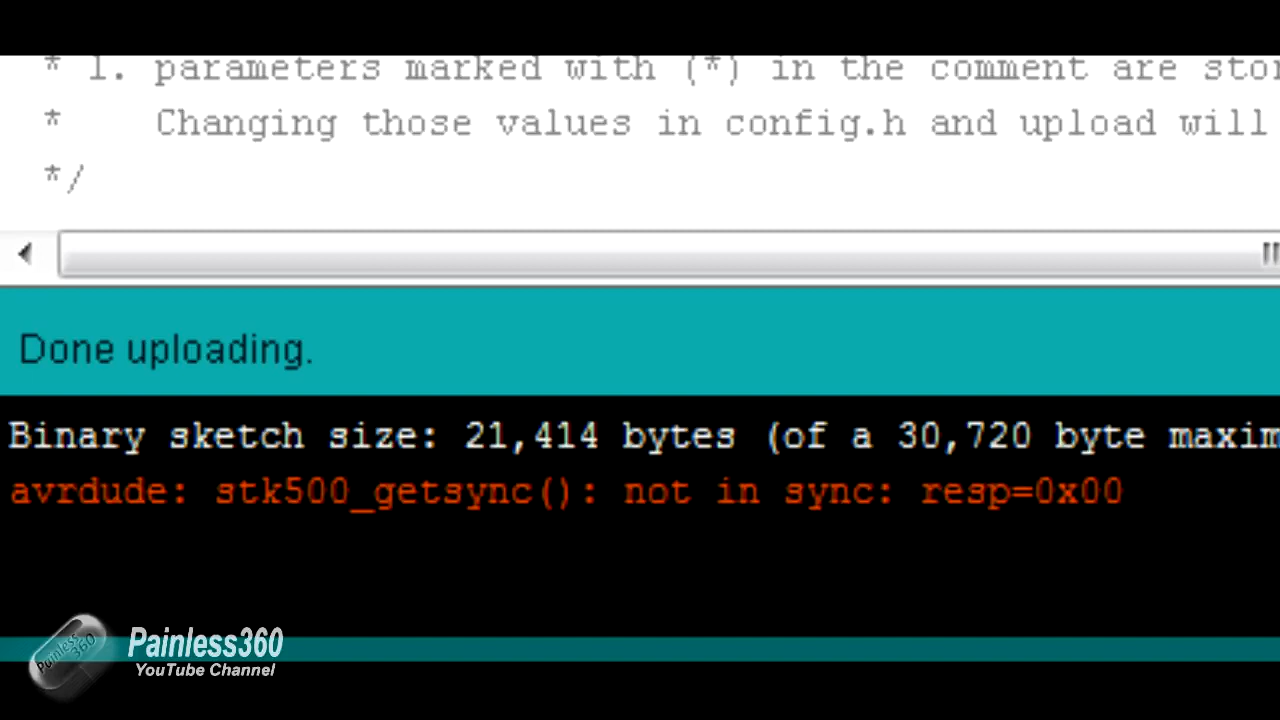 * 1. parameters marked with (*) in the comment are
* Changing those values in config.h and upload will
*/
Done uploading.
Binary sketch size: 21,414 bytes (of a 30,720 byte
avrdude: stk500_getsync(): not in sync: resp=0x00
Painless360
Painless360
YouTube Channel